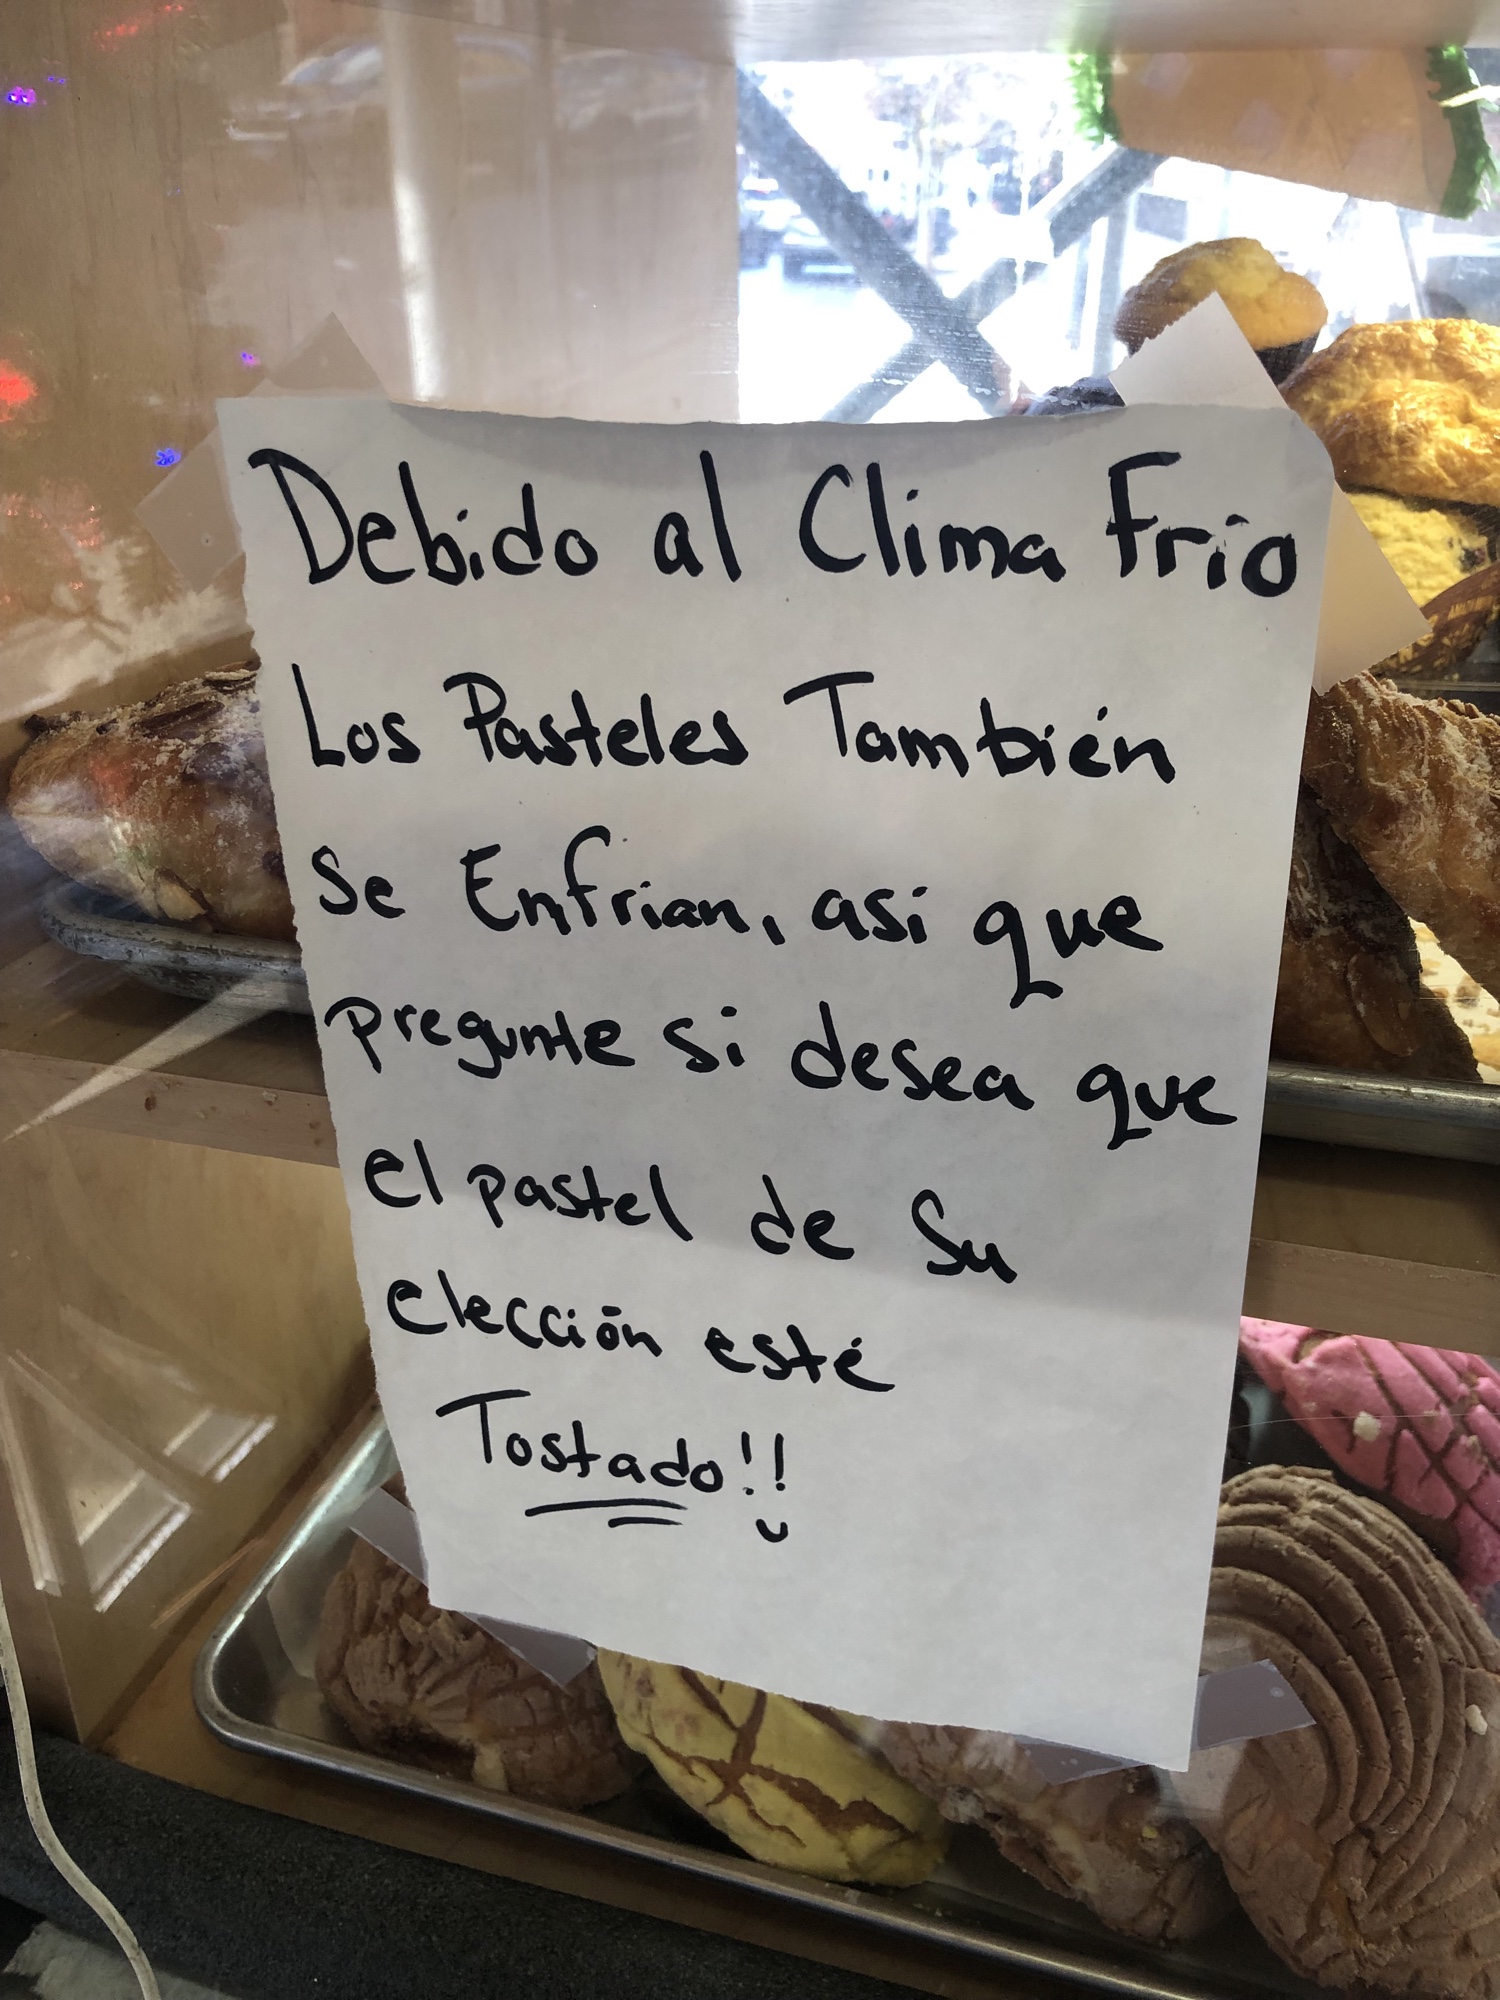 Debido al Clima Frio
Los Pasteles También
Se Enfrian, asi que
pregunte si desea que
el pastel de Su
elección esté
Tostado!!